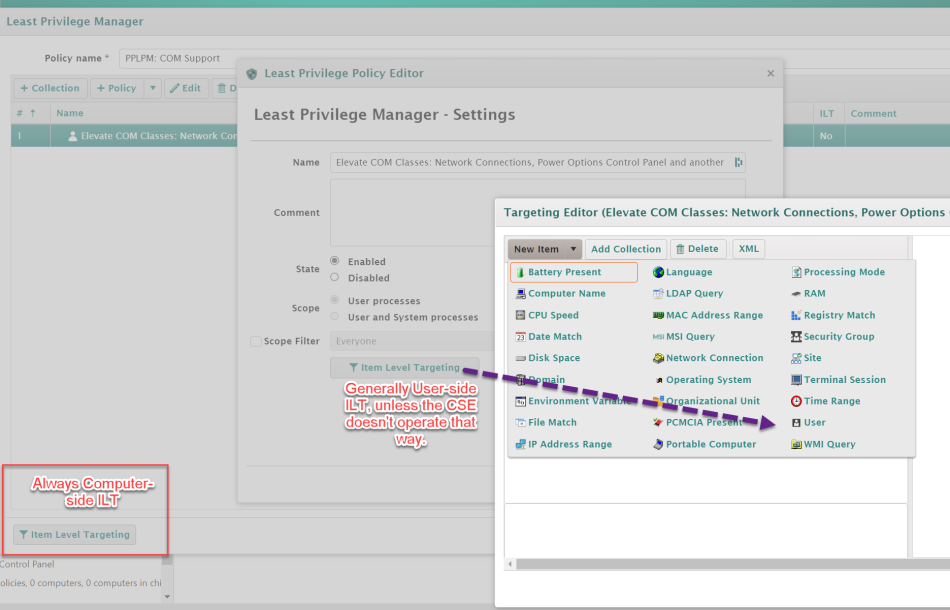 Least Privilege Manager
Policy name * PPLPM: COM Support
+ Collection + Policy Edit D
# ↑ Name ILT Comment
1 Elevate COM Classes: Network Con No
Least Privilege Policy Editor ×
Least Privilege Manager - Settings
Name Elevate COM Classes: Network Connections, Power Options Control Panel and another
Comment
State Enabled
Disabled
Scope User processes
User and System processes
Scope Filter Everyone
Item Level Targeting
Generally User-side
ILT, unless the CSE
doesn't operate that
way.
Targeting Editor (Elevate COM Classes: Network Connections, Power Options
New Item Add Collection Delete XML
Battery Present Language Processing Mode
Computer Name LDAP Query RAM
CPU Speed MAC Address Range Registry Match
23 Date Match MSI MSI Query Security Group
Disk Space Network Connection Site
Domain Operating System Terminal Session
Environment Variable Organizational Unit Time Range
File Match PCMCIA Present User
IP Address Range Portable Computer WMI Query
Always Computer-
side ILT
Item Level Targeting
Control Panel
olicies, 0 computers, 0 computers in chi